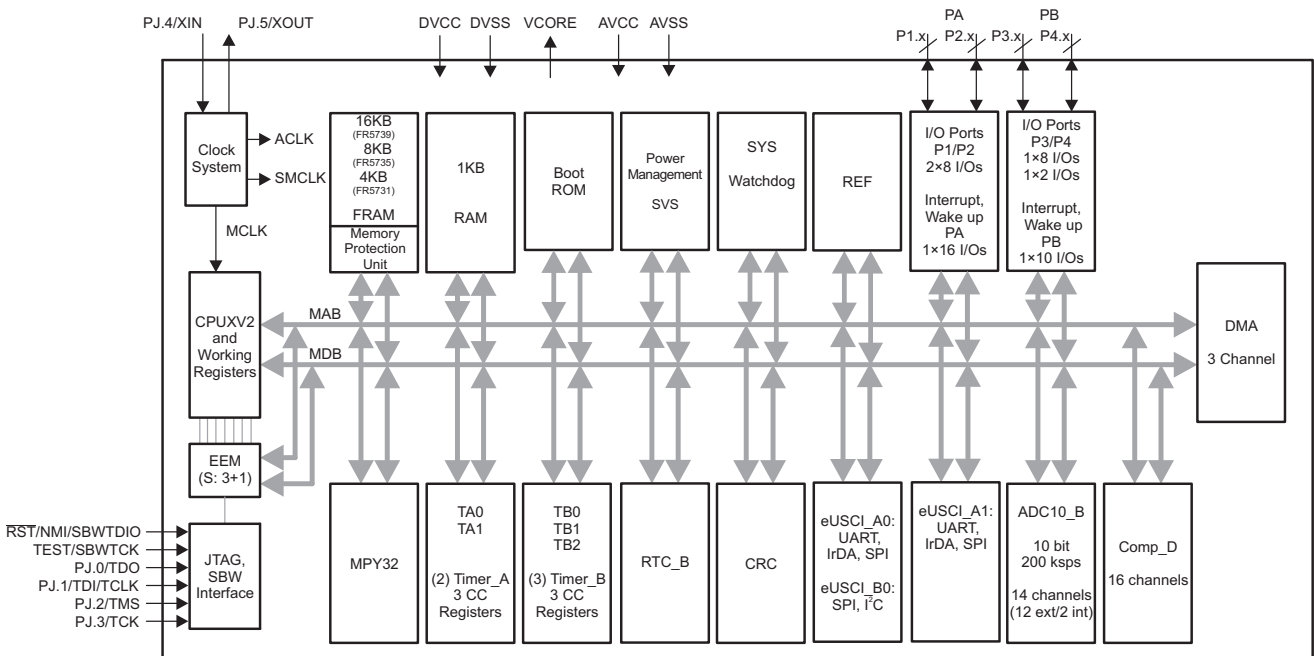 PJ.4/XIN
PJ.5/XOUT
DVCC
DVSS
VCORE
AVCC
AVSS
PA
P1.x
P2.x
PB
P3.x
P4.x
Clock
System
ACLK
SMCLK
MCLK
16KB
(FR5739)
8KB
(FR5735)
4KB
(FR5731)
FRAM
Memory
Protection
Unit
1KB
RAM
Boot
ROM
Power
Management
SVS
SYS
Watchdog
REF
I/O Ports
P1/P2
2×8 I/Os
Interrupt,
Wake up
PA
1×16 I/Os
I/O Ports
P3/P4
1×8 I/Os
1×2 I/Os
Interrupt,
Wake up
PB
1×10 I/Os
CPUXV2
and
Working
Registers
MAB
MDB
DMA
3 Channel
EEM
(S: 3+1)
RST/NMI/SBWTDIO
TEST/SBWTCK
PJ.0/TDO
PJ.1/TDI/TCLK
PJ.2/TMS
PJ.3/TCK
JTAG,
SBW
Interface
MPY32
TA0
TA1
(2) Timer_A
3 CC
Registers
TB0
TB1
TB2
(3) Timer_B
3 CC
Registers
RTC_B
CRC
eUSCI_A0:
UART,
IrDA, SPI
eUSCI_B0:
SPI, I²C
eUSCI_A1:
UART,
IrDA, SPI
ADC10_B
10 bit
200 ksps
14 channels
(12 ext/2 int)
Comp_D
16 channels